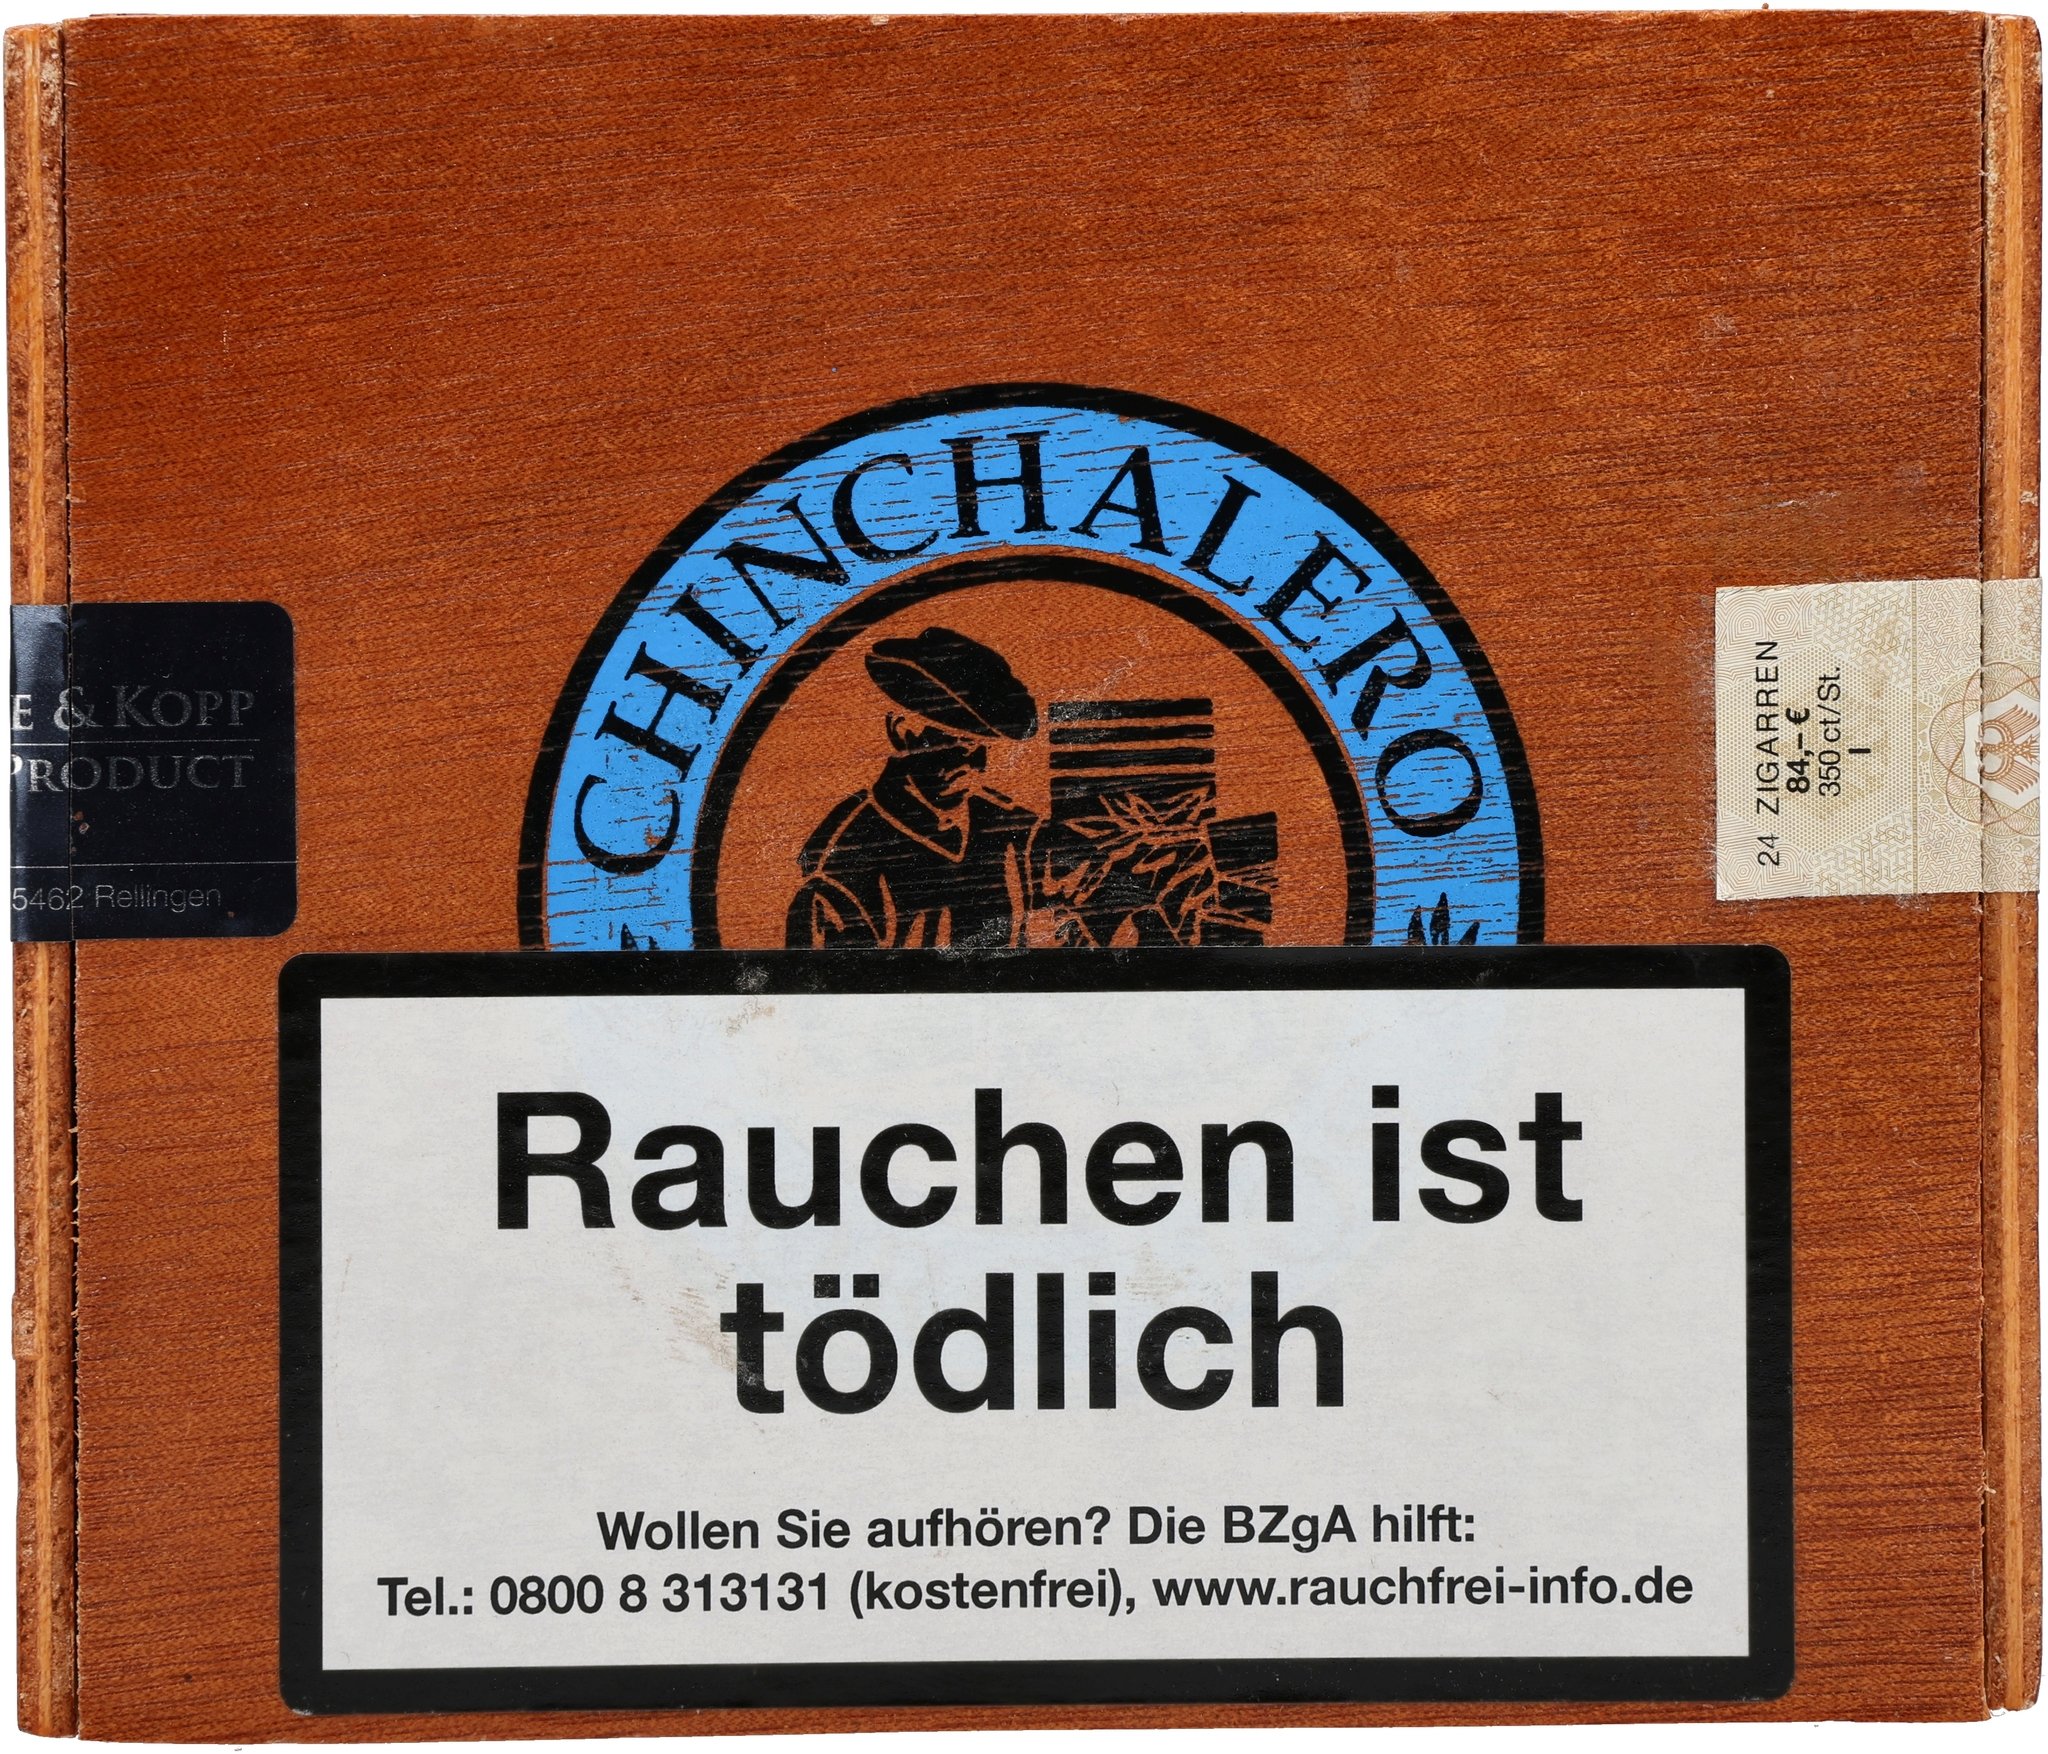 CHINCHALERO
E & KOPP
PRODUCT
5462 Rellingen
24 ZIGARREN
84,– €
350 ct/St.
I
Rauchen ist
tödlich
Wollen Sie aufhören? Die BZgA hilft:
Tel.: 0800 8 313131 (kostenfrei), www.rauchfrei-info.de